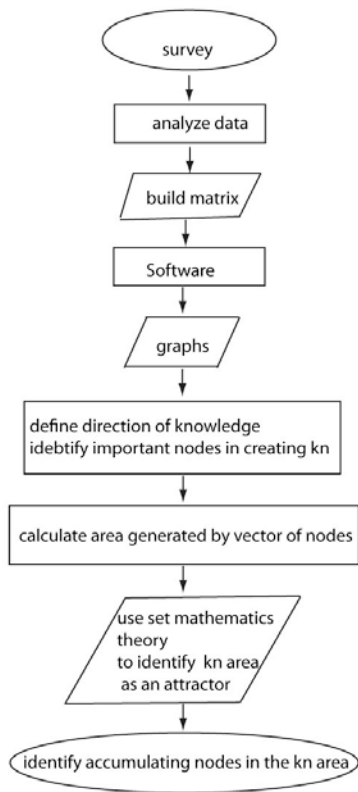 survey
analyze data
build matrix
Software
graphs
define direction of knowledge
idebtify important nodes in creating kn
calculate area generated by vector of nodes
use set mathematics
theory
to identify kn area
as an attractor
identify accumulating nodes in the kn area